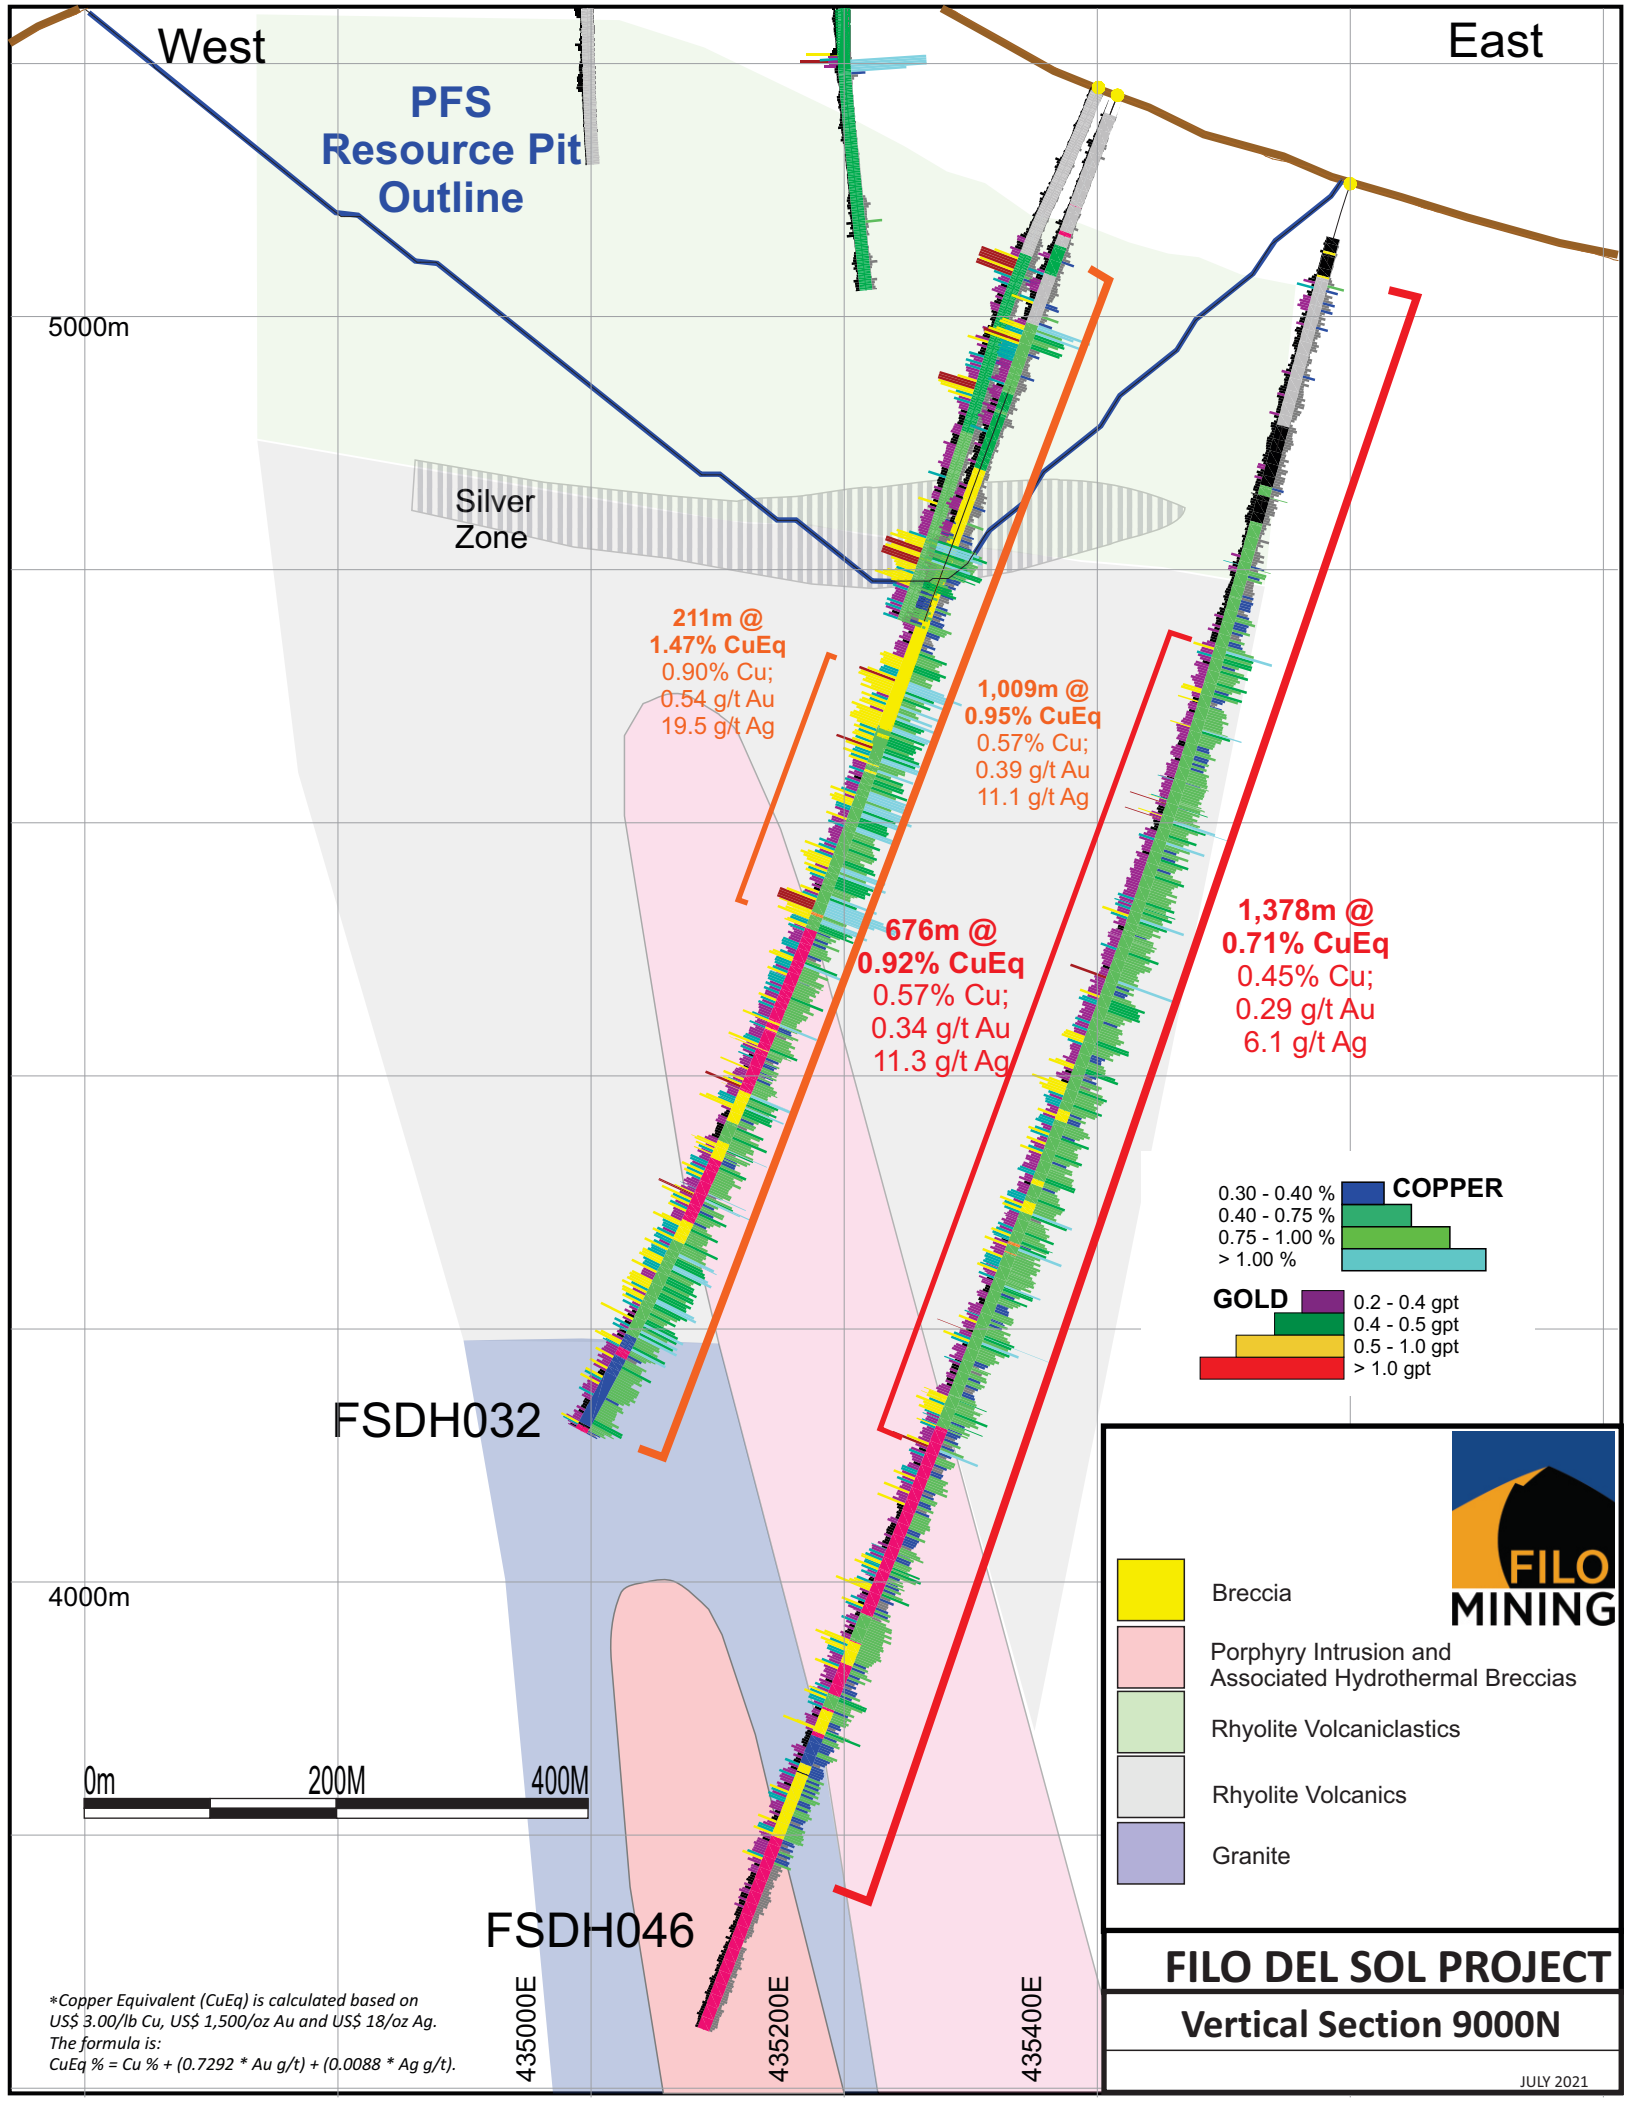 West
East
PFS
Resource Pit
Outline
5000m
Silver
Zone
211m @
1.47% CuEq
0.90% Cu;
0.54 g/t Au
19.5 g/t Ag
1,009m @
0.95% CuEq
0.57% Cu;
0.39 g/t Au
11.1 g/t Ag
676m @
0.92% CuEq
0.57% Cu;
0.34 g/t Au
11.3 g/t Ag
1,378m @
0.71% CuEq
0.45% Cu;
0.29 g/t Au
6.1 g/t Ag
COPPER
0.30 - 0.40 %
0.40 - 0.75 %
0.75 - 1.00 %
> 1.00 %
GOLD
0.2 - 0.4 gpt
0.4 - 0.5 gpt
0.5 - 1.0 gpt
> 1.0 gpt
FSDH032
4000m
FILO
MINING
Breccia
Porphyry Intrusion and
Associated Hydrothermal Breccias
Rhyolite Volcaniclastics
Rhyolite Volcanics
Granite
0m 200M 400M
FSDH046
435000E
435200E
435400E
*Copper Equivalent (CuEq) is calculated based on
US$ 3.00/lb Cu, US$ 1,500/oz Au and US$ 18/oz Ag.
The formula is:
CuEq % = Cu % + (0.7292 * Au g/t) + (0.0088 * Ag g/t).
FILO DEL SOL PROJECT
Vertical Section 9000N
JULY 2021